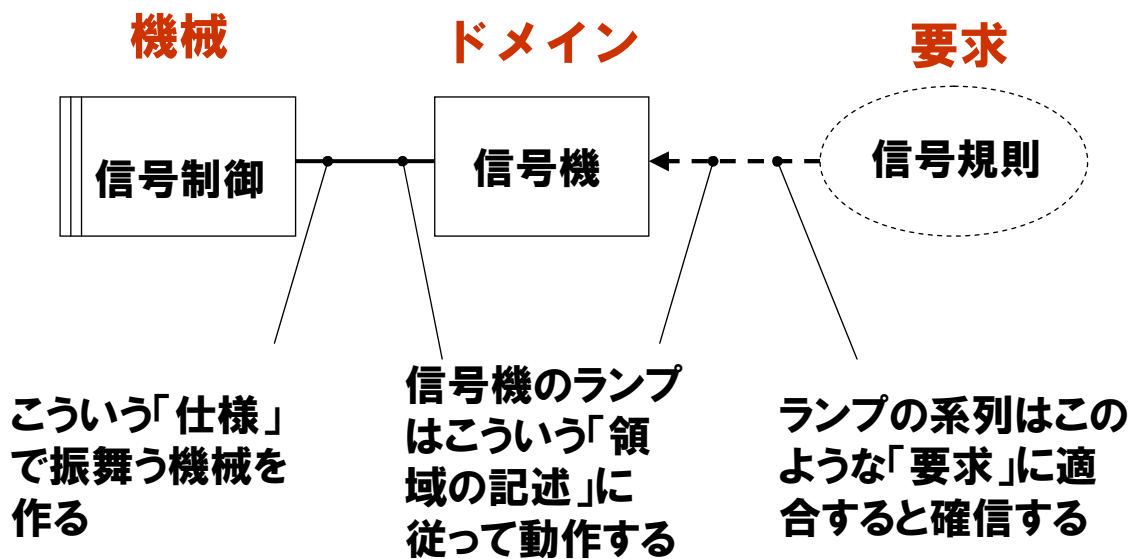 機械
ドメイン
要求
信号制御
信号機
信号規則
こういう「仕様」
で振舞う機械を
作る
信号機のランプ
はこういう「領
域の記述」に
従って動作する
ランプの系列はこの
ような「要求」に適
合すると確信する